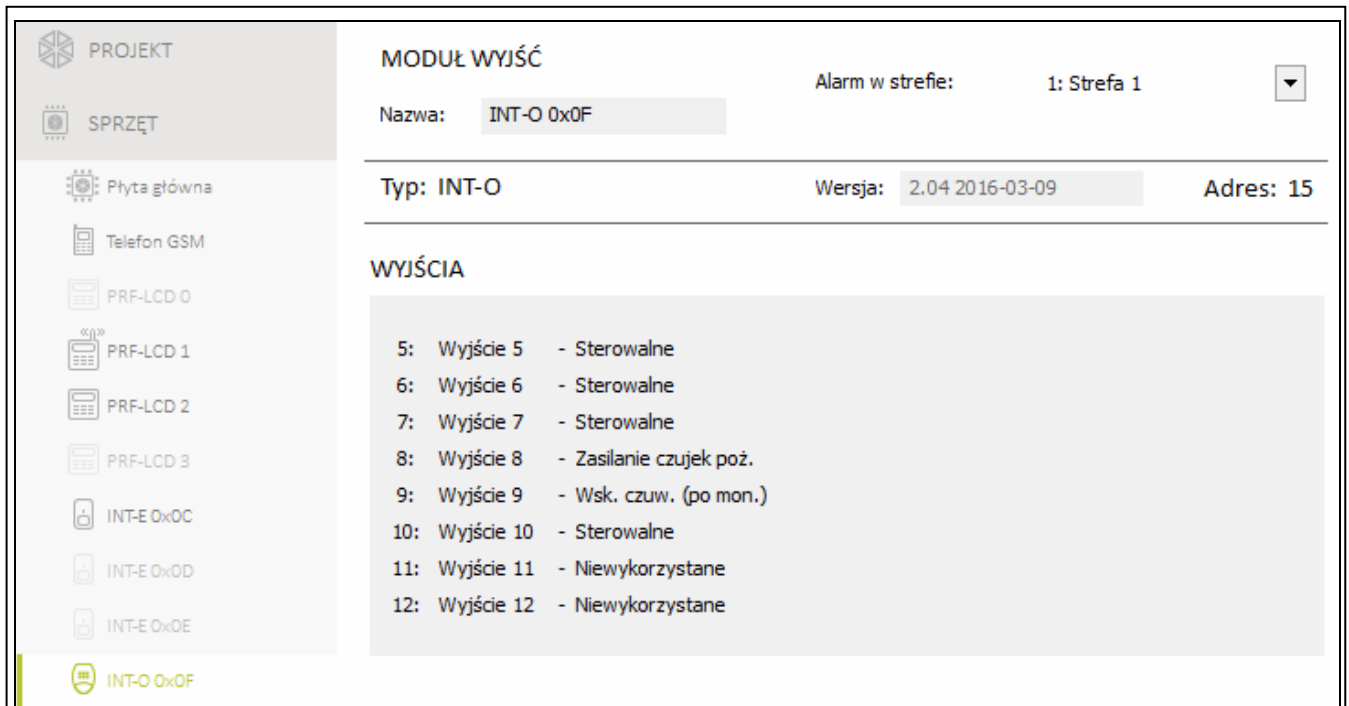 PROJEKT
SPRZĘT
Płyta główna
Telefon GSM
PRF-LCD 0
PRF-LCD 1
PRF-LCD 2
PRF-LCD 3
INT-E 0x0C
INT-E 0x0D
INT-E 0x0E
INT-O 0x0F
MODUŁ WYJŚĆ
Nazwa: INT-O 0x0F
Alarm w strefie: 1: Strefa 1
Typ: INT-O Wersja: 2.04 2016-03-09 Adres: 15
WYJŚCIA
5: Wyjście 5 - Sterowalne
6: Wyjście 6 - Sterowalne
7: Wyjście 7 - Sterowalne
8: Wyjście 8 - Zasilanie czujek poż.
9: Wyjście 9 - Wsk. czuw. (po mon.)
10: Wyjście 10 - Sterowalne
11: Wyjście 11 - Niewykorzystane
12: Wyjście 12 - Niewykorzystane